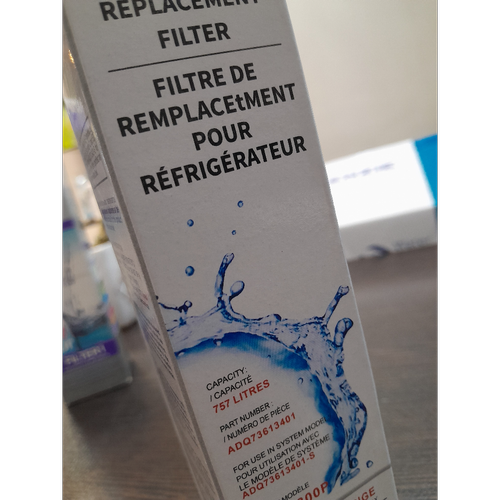 REPLACEMENT
FILTER
FILTRE DE
REMPLACEtMENT
POUR
RÉFRIGÉRATEUR
CAPACITY:
/ CAPACITÉ
757 LITRES
PART NUMBER :
/ NUMÉRO DE PIÈCE
ADQ73613401
FOR USE IN SYSTEM MODE
POUR UTILISATION AVEC
LE MODÈLE DE SYSTÈME
ADQ73613401-S
MODÈLE